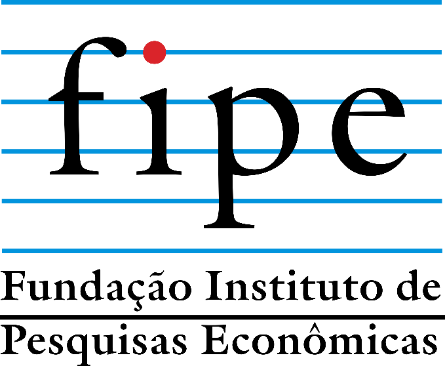 fipe
Fundação Instituto de
Pesquisas Econômicas